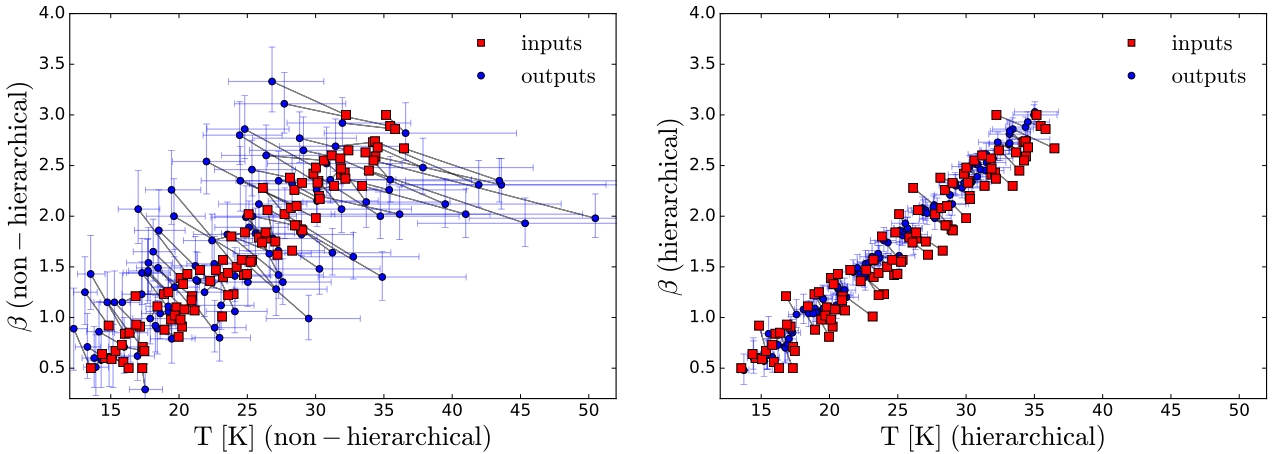 4.0
3.5
3.0
2.5
2.0
1.5
1.0
0.5
β (non − hierarchical)
inputs
outputs
15 20 25 30 35 40 45 50
T [K] (non − hierarchical)
4.0
3.5
3.0
2.5
2.0
1.5
1.0
0.5
β (hierarchical)
inputs
outputs
15 20 25 30 35 40 45 50
T [K] (hierarchical)